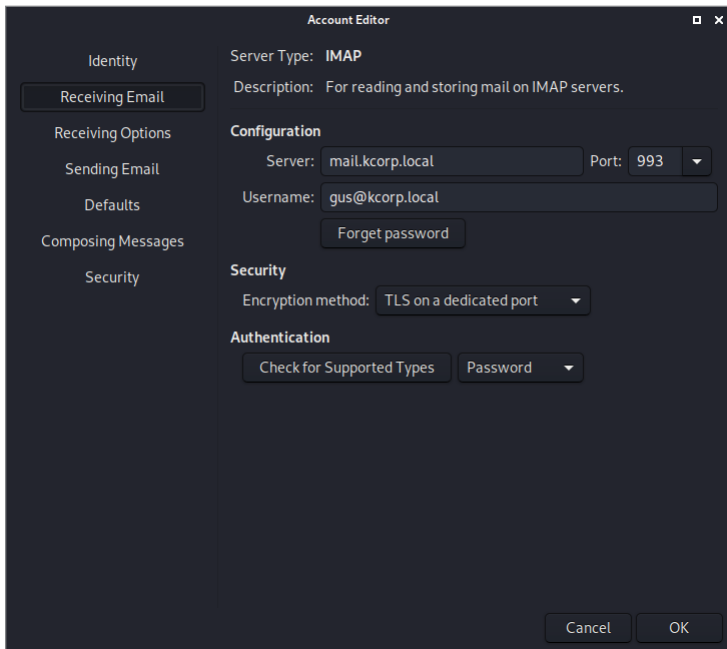 Account Editor
Identity
Receiving Email
Receiving Options
Sending Email
Defaults
Composing Messages
Security
Server Type: IMAP
Description: For reading and storing mail on IMAP servers.
Configuration
Server: mail.kcorp.local Port: 993
Username: gus@kcorp.local
Forget password
Security
Encryption method: TLS on a dedicated port
Authentication
Check for Supported Types Password
Cancel OK